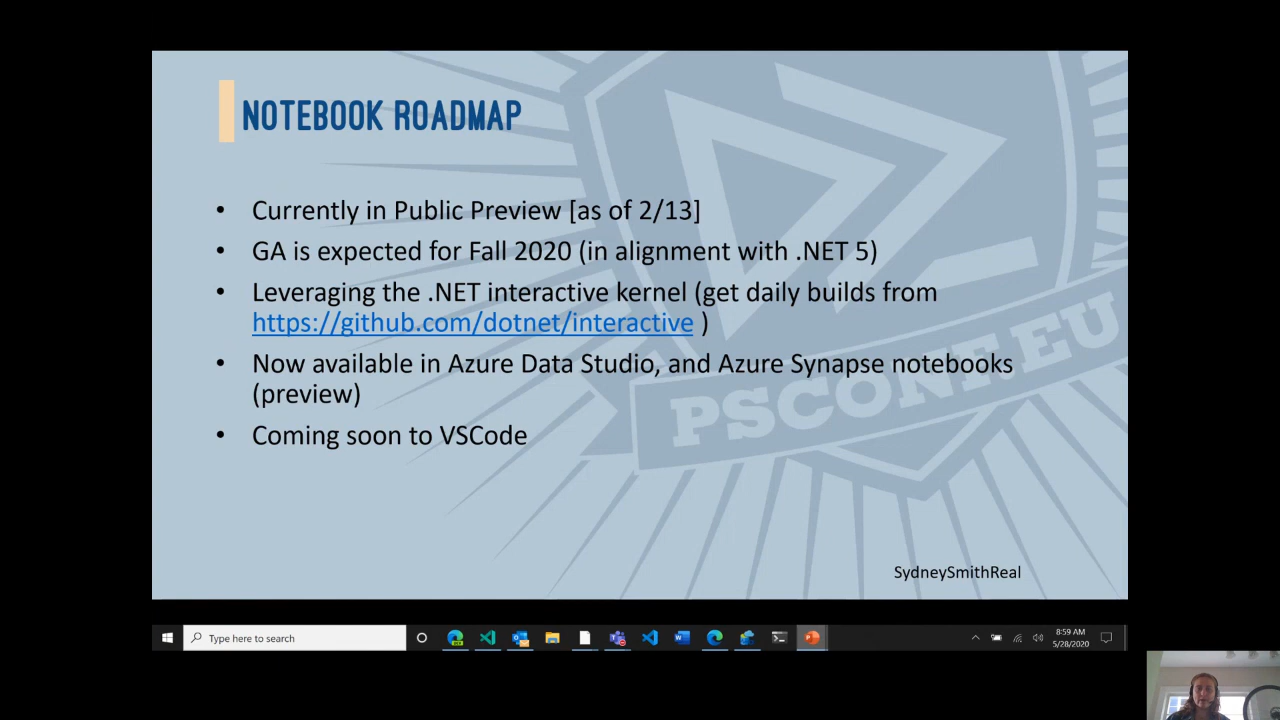 NOTEBOOK ROADMAP
• Currently in Public Preview [as of 2/13]
• GA is expected for Fall 2020 (in alignment with .NET 5)
• Leveraging the .NET interactive kernel (get daily builds from
https://github.com/dotnet/interactive )
• Now available in Azure Data Studio, and Azure Synapse notebooks
(preview)
• Coming soon to VSCode
PSCONF.EU
SydneySmithReal
Type here to search
8:59 AM
5/28/2020